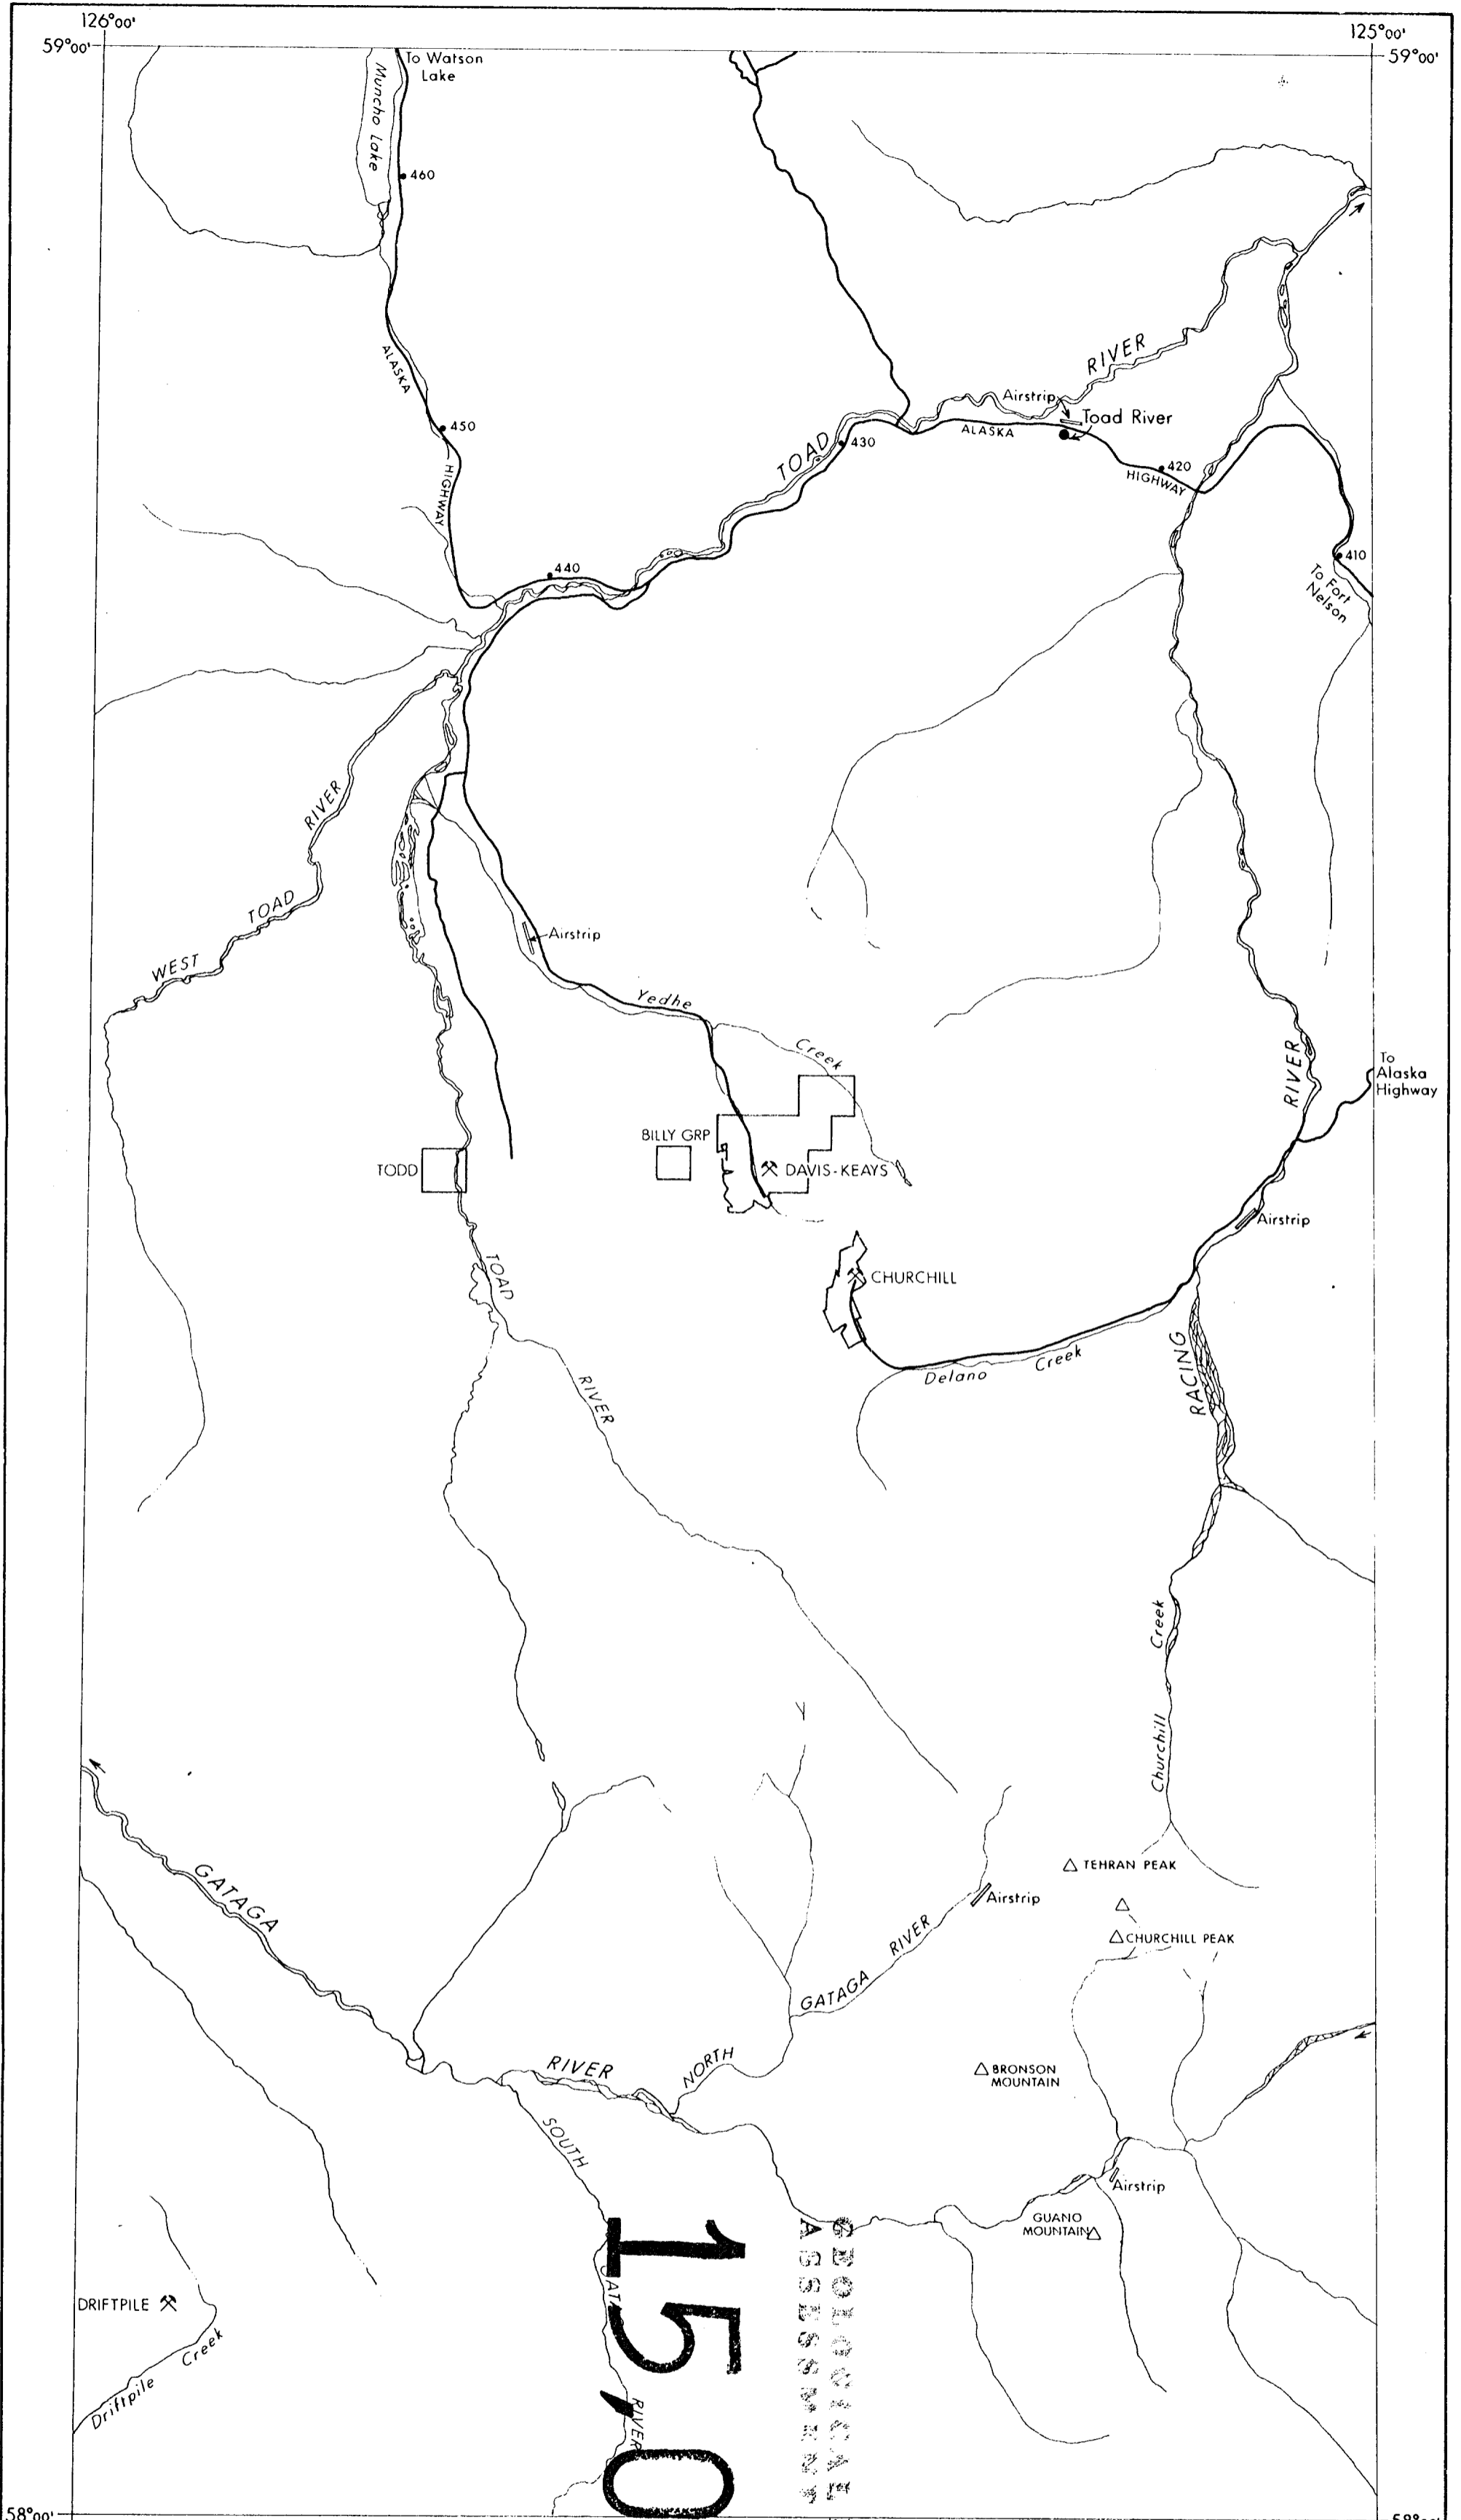 126°00'
125°00'
59°00'
59°00'
To Watson
Lake
Muncho Lake
460
ALASKA
RIVER
Airstrip
Toad River
450
TOAD
430
ALASKA
420
HIGHWAY
HIGHWAY
410
440
To Fort
Nelson
RIVER
TOAD
WEST
Airstrip
Yedhe
Creek
RIVER
To
Alaska
Highway
BILLY GRP
TODD
DAVIS-KEAYS
Airstrip
TOAD
CHURCHILL
RACING
Delano Creek
RIVER
Creek
Churchill
TEHRAN PEAK
GATAGA
Airstrip
CHURCHILL PEAK
RIVER
GATAGA
RIVER
NORTH
BRONSON
MOUNTAIN
SOUTH
Airstrip
GUANO
MOUNTAIN
GEOLOGICAL
ASSESSMENT
15,0
DRIFTPILE
Driftpile Creek
RIVER
58°00'